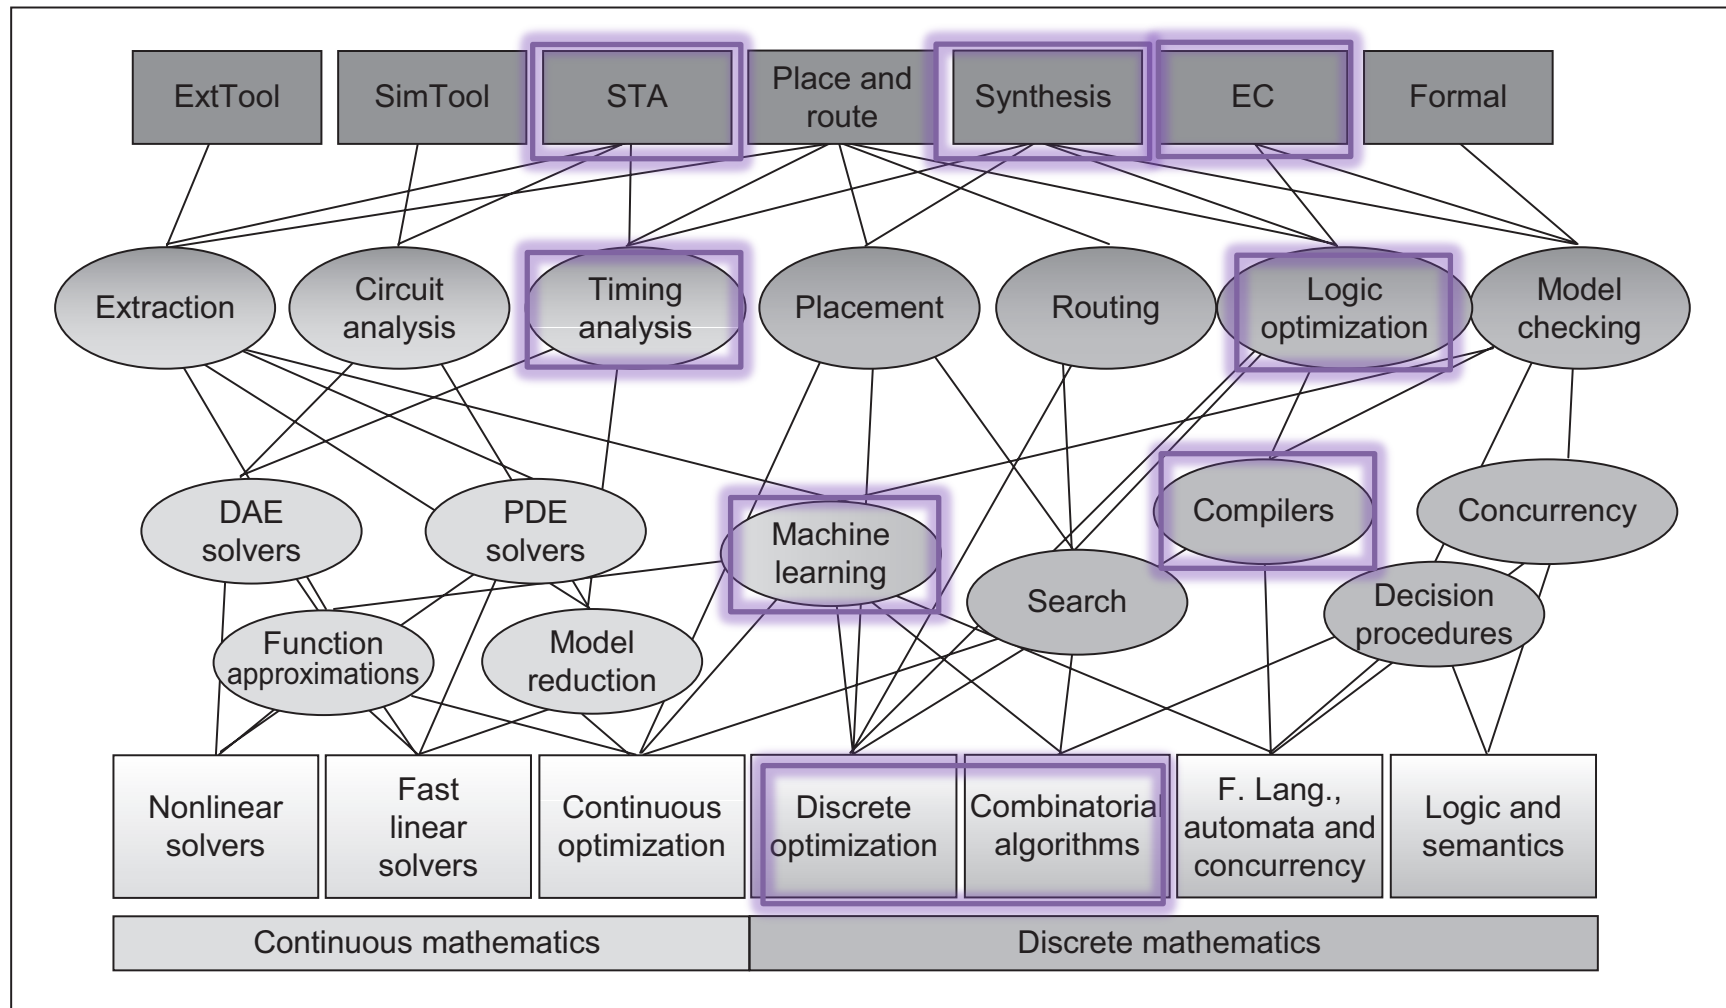 ExtTool
SimTool
STA
Place and
route
Synthesis
EC
Formal
Extraction
Circuit
analysis
Timing
analysis
Placement
Routing
Logic
optimization
Model
checking
DAE
solvers
PDE
solvers
Machine
learning
Search
Compilers
Concurrency
Decision
procedures
Function
approximations
Model
reduction
Nonlinear
solvers
Fast
linear
solvers
Continuous
optimization
Discrete
optimization
Combinatorial
algorithms
F. Lang.,
automata and
concurrency
Logic and
semantics
Continuous mathematics
Discrete mathematics